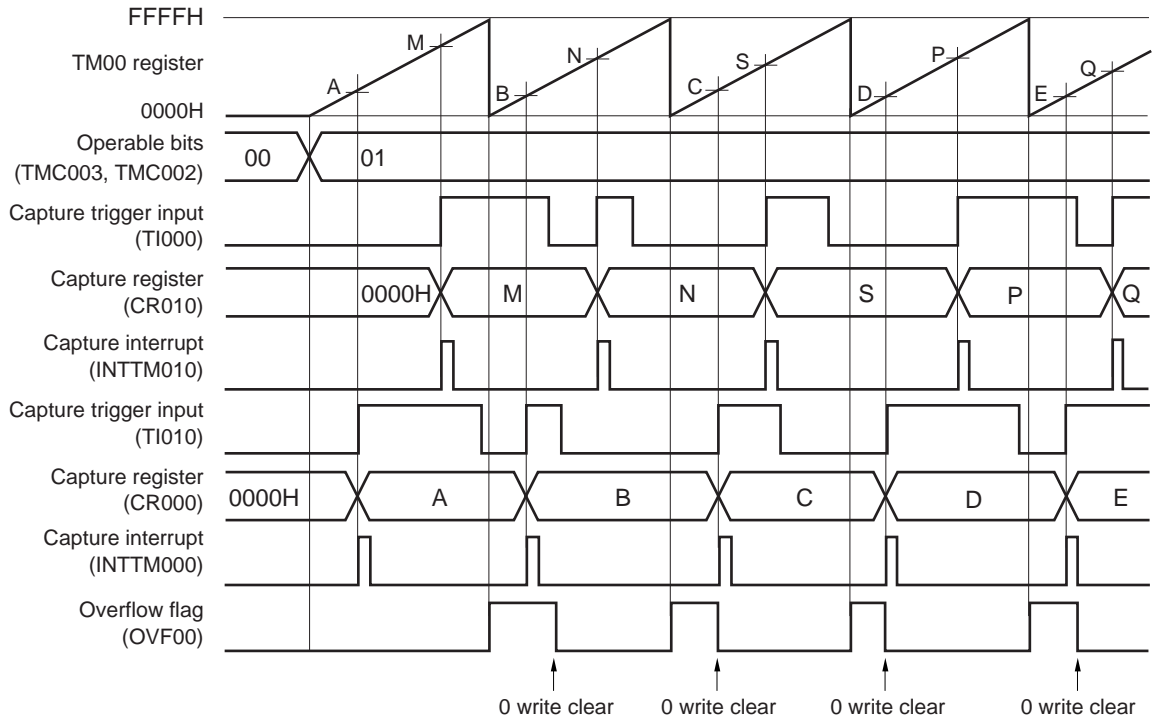 FFFFH
TM00 register
0000H
A M B N C S D P E Q
Operable bits
(TMC003, TMC002)
00 01
Capture trigger input
(TI000)
Capture register
(CR010)
0000H M N S P Q
Capture interrupt
(INTTM010)
Capture trigger input
(TI010)
Capture register
(CR000)
0000H A B C D E
Capture interrupt
(INTTM000)
Overflow flag
(OVF00)
0 write clear 0 write clear 0 write clear 0 write clear